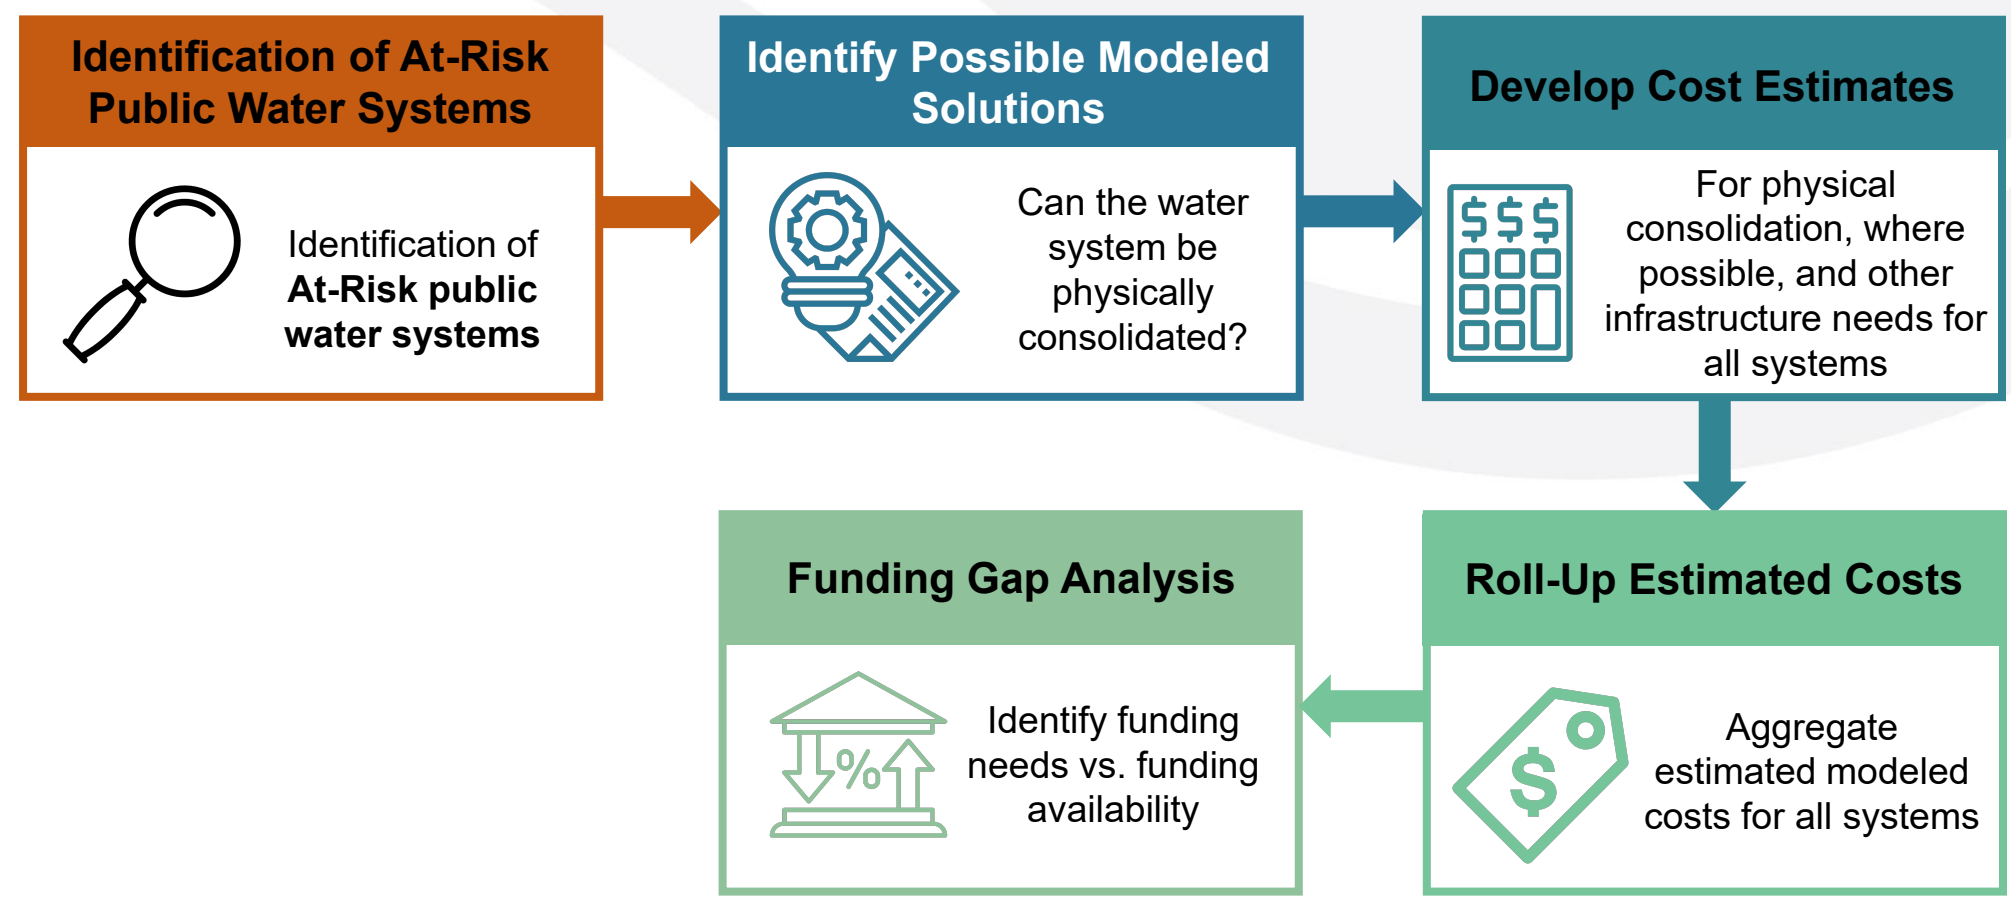 Identification of At-Risk
Public Water Systems
Identification of
At-Risk public
water systems
Identify Possible Modeled
Solutions
Can the water
system be
physically
consolidated?
Develop Cost Estimates
$$$
For physical
consolidation, where
possible, and other
infrastructure needs for
all systems
Roll-Up Estimated Costs
$
Aggregate
estimated modeled
costs for all systems
Funding Gap Analysis
%
Identify funding
needs vs. funding
availability